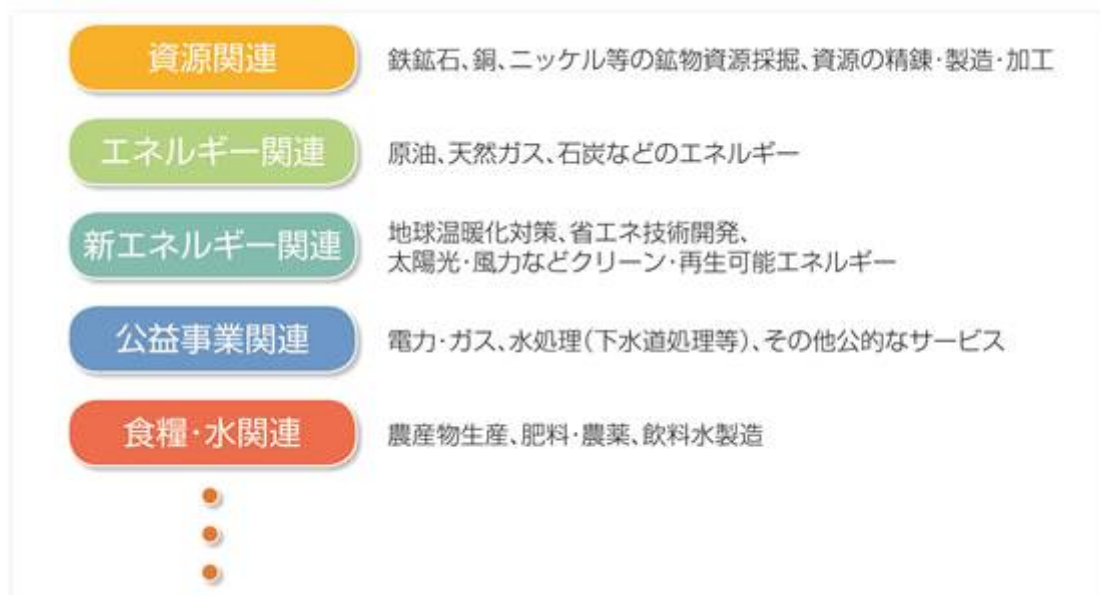 資源関連
鉄鉱石、銅、ニッケル等の鉱物資源採掘、資源の精錬・製造・加工
エネルギー関連
原油、天然ガス、石炭などのエネルギー
新エネルギー関連
地球温暖化対策、省エネ技術開発、
太陽光・風力などクリーン・再生可能エネルギー
公益事業関連
電力・ガス、水処理(下水道処理等)、その他公的なサービス
食糧・水関連
農産物生産、肥料・農薬、飲料水製造